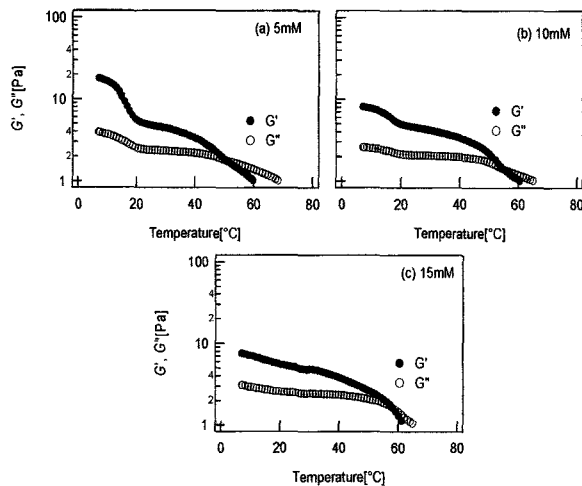 (a) 5mM
G', G"[Pa]
100
4
2
10
4
2
1
G'
G"
0 20 40 60 80
Temperature[°C]
(b) 10mM
G'
G"
0 20 40 60 80
Temperature[°C]
(c) 15mM
G', G"[Pa]
100
4
2
10
4
2
1
G'
G"
0 20 40 60 80
Temperature[°C]